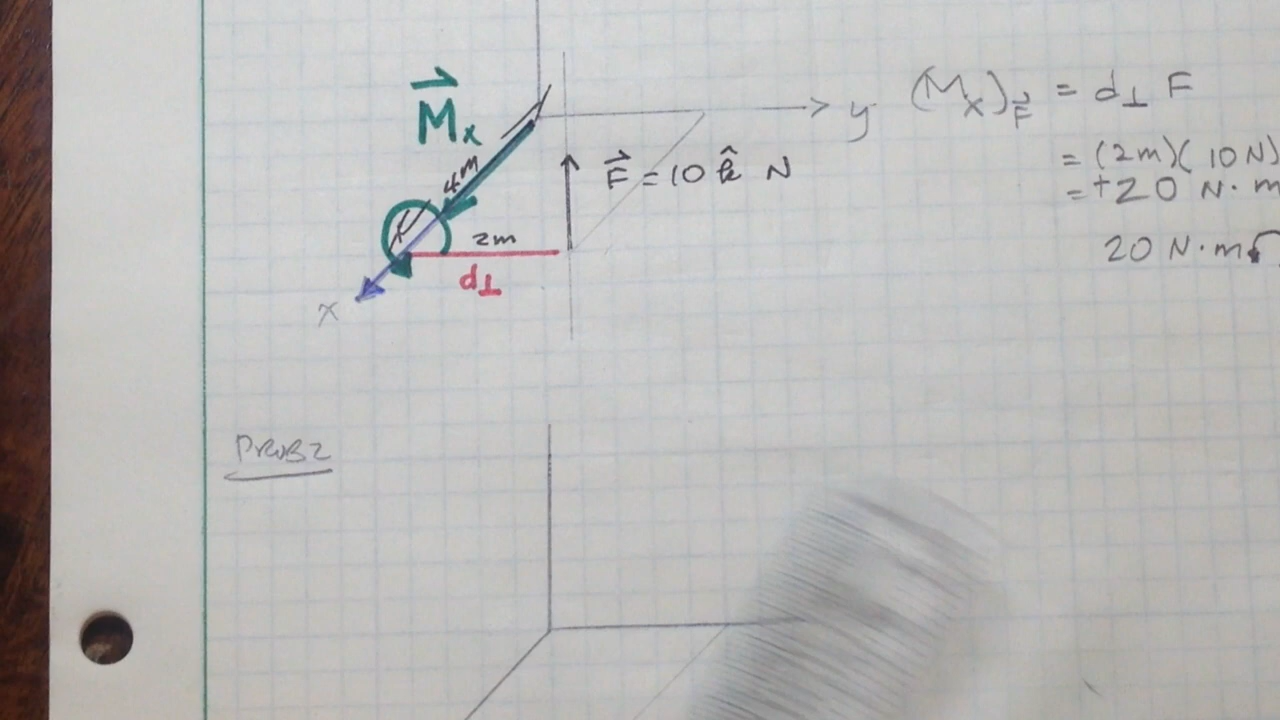 M⃗x
4m
F⃗ = 10 k̂ N
y
2m
d⊥
x
(Mx)F⃗ = d⊥ F
= (2m)(10N)
= +20 N·m
20 N·m
PROB2